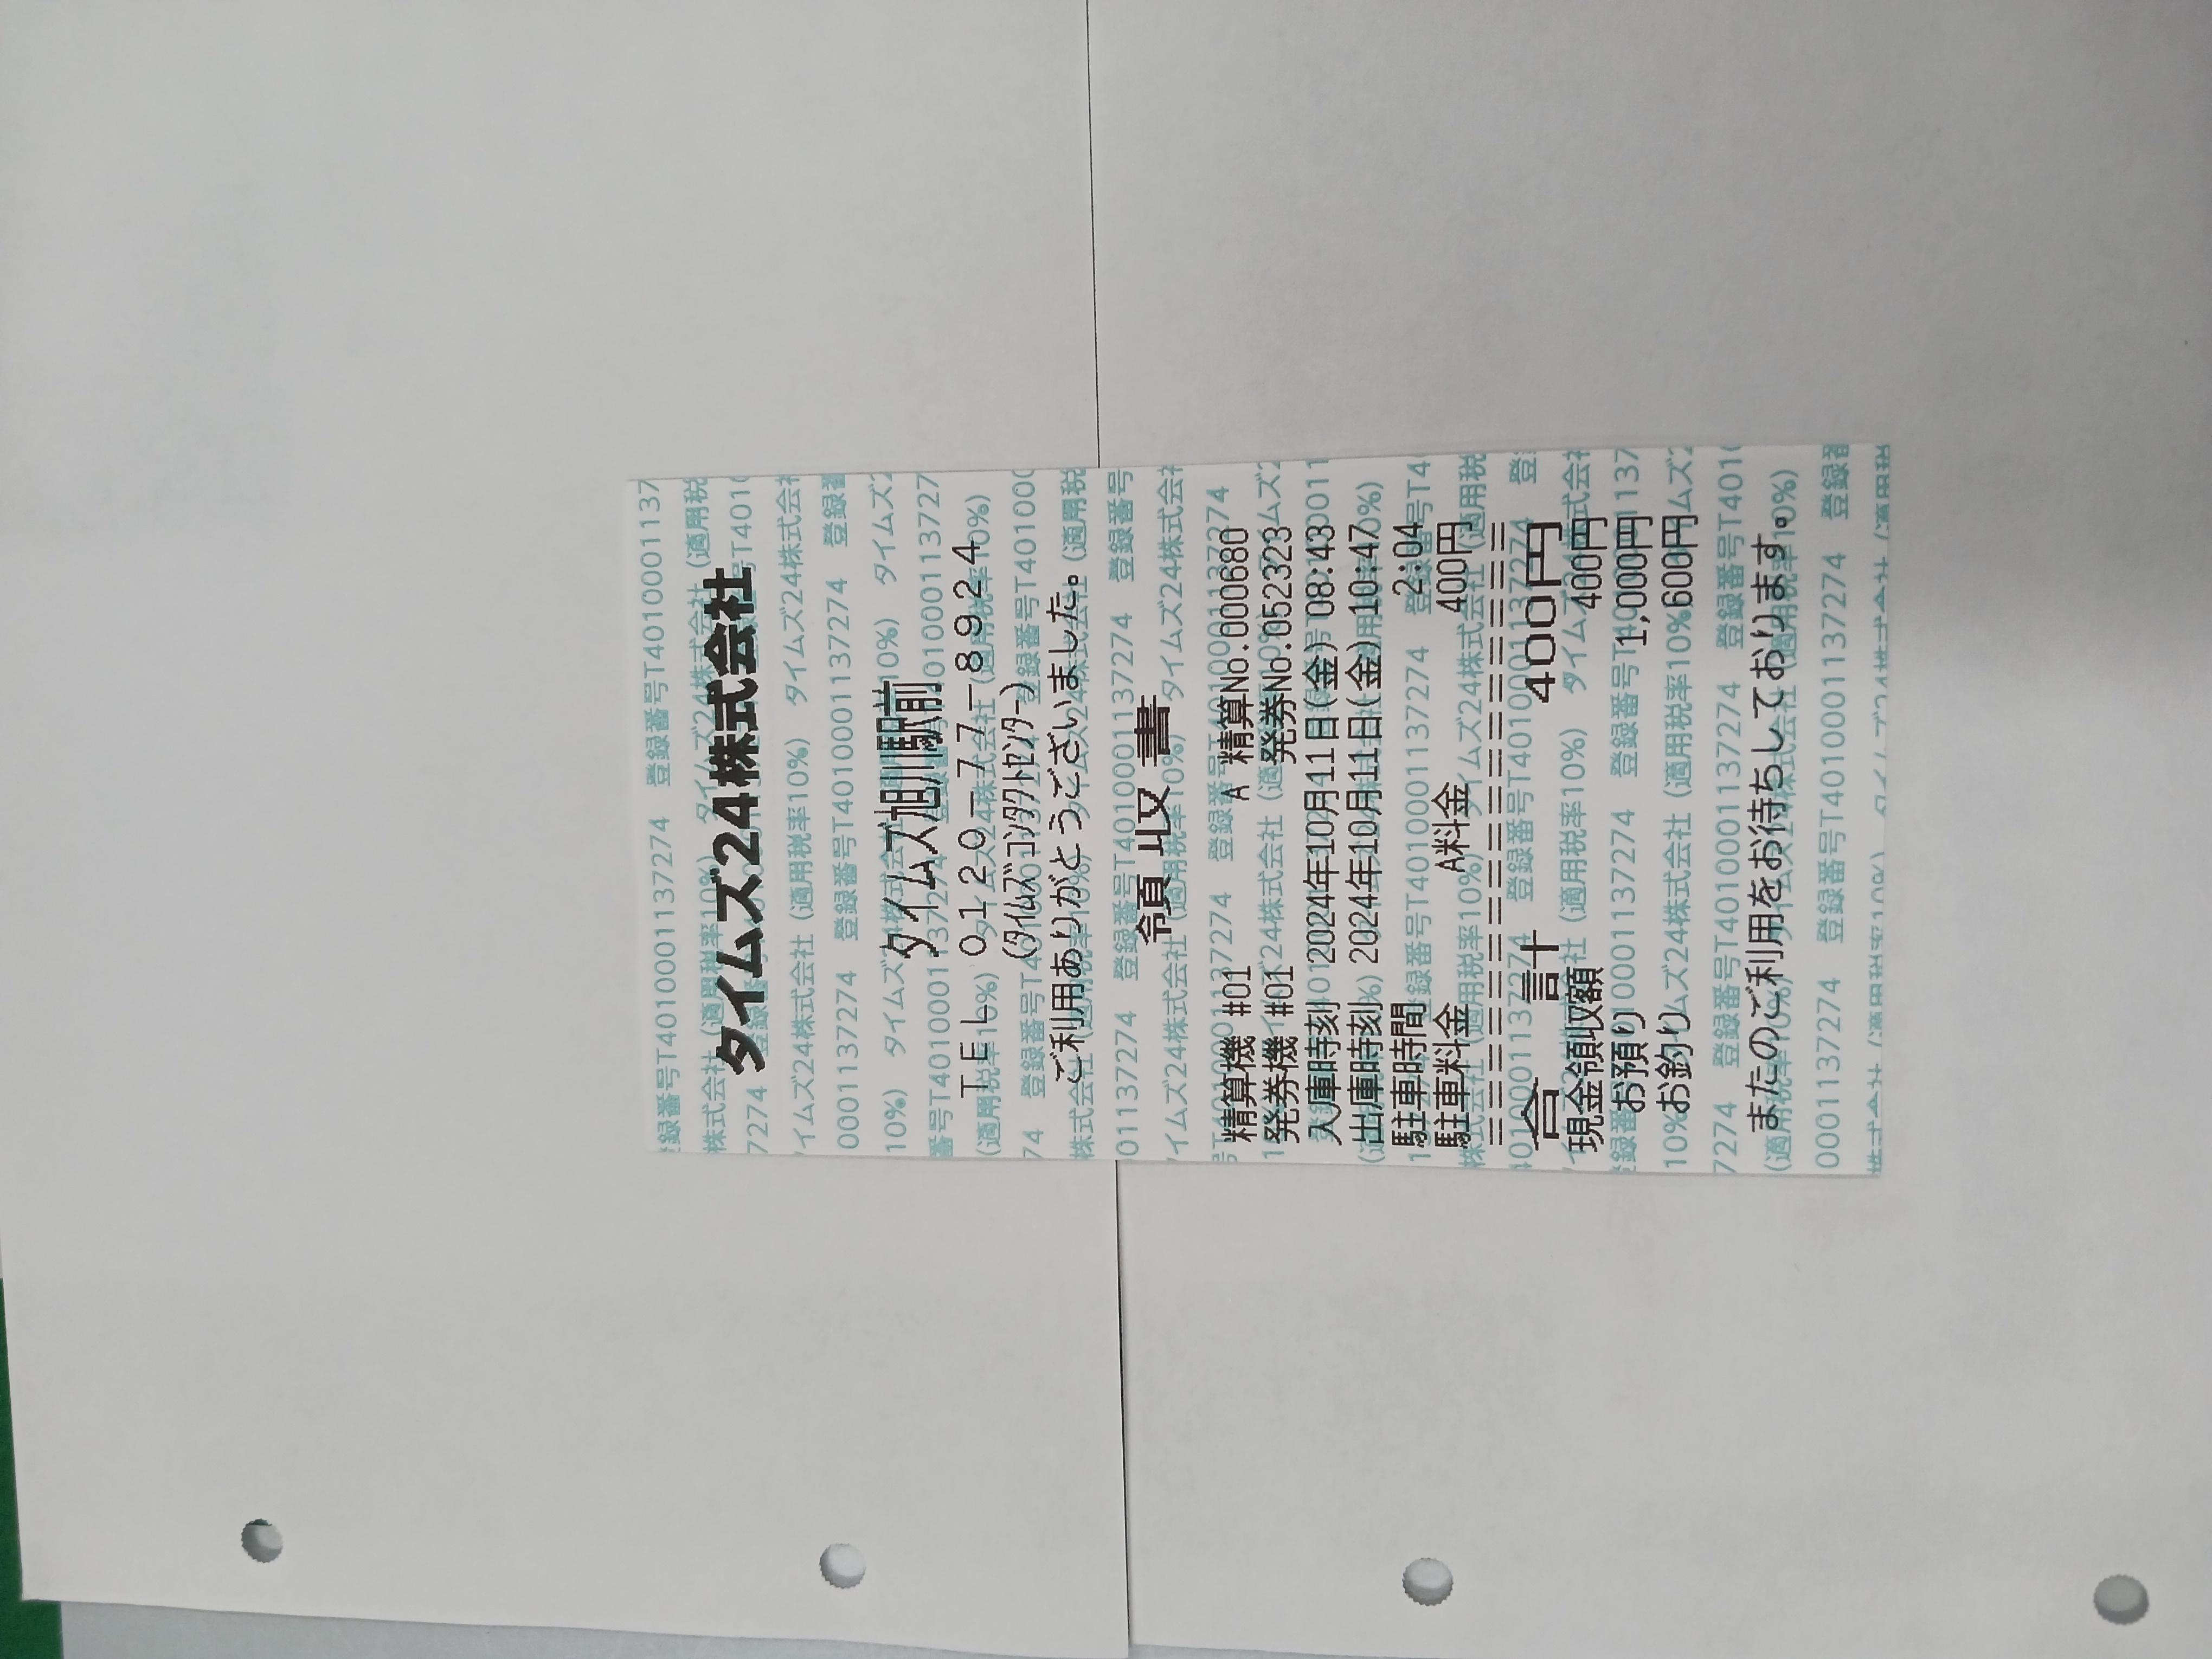 タイムズ24株式会社
タイムズ旭川駅前
TEL 0120-77-8924
(タイムズコンタクトセンター)
ご利用ありがとうございました。
領収書
精算機 #01 A 精算No.000680
発券機 #01 発券No.052323
入庫時刻 2024年10月11日(金) 08:43
出庫時刻 2024年10月11日(金) 10:47
駐車時間 2:04
駐車料金 A料金 400円
合計 400円
現金領収額 400円
お預り 1,000円
お釣り 600円
またのご利用をお待ちしております。
タイムズ24株式会社 (適用税率10%) 登録番号T4010001137274